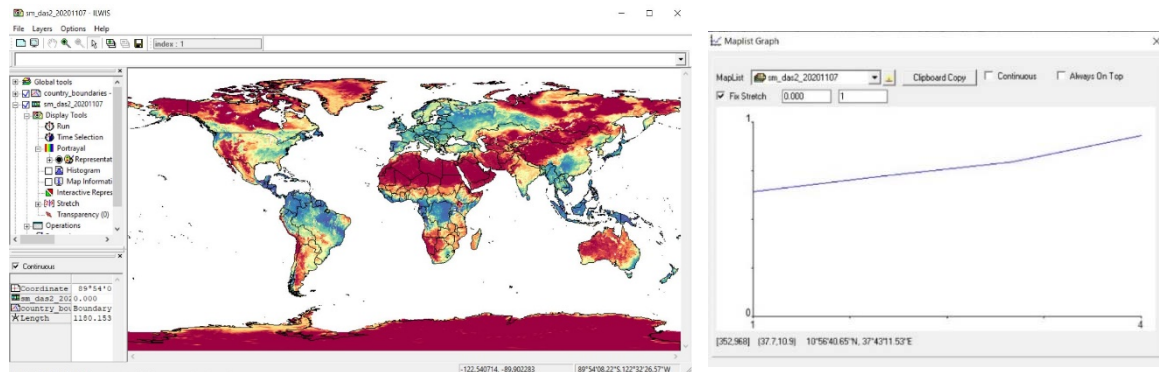 sm_das2_20201107 - ILWIS
File Layers Options Help
index : 1
Global tools
country_boundaries -
sm_das2_20201107
Display Tools
Run
Time Selection
Portrayal
Representat
Histogram
Map Informati
Interactive Repres
Stretch
Transparency (0)
Operations
Continuous
Coordinate 89°54'0
sm_das2_202 0.000
country_bou Boundary
Length 1180.153
-122.540714, -89.902283 89°54'08.22"S,122°32'26.57"W
Maplist Graph
MapList sm_das2_20201107 Clipboard Copy Continuous Always On Top
Fix Stretch 0.000 1
1
0
1 4
[352,968] (37.7,10.9) 10°56'40.65"N, 37°43'11.53"E